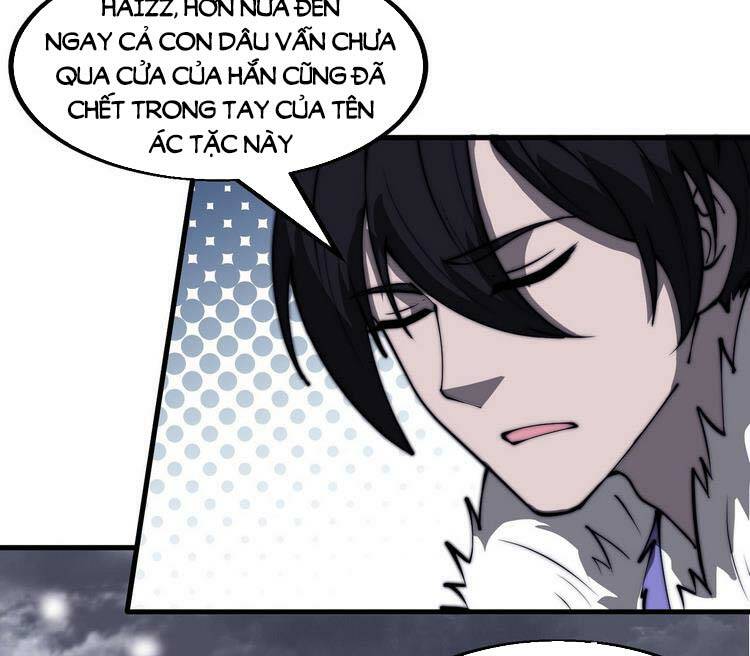 HAIZZ, HƠN NỮA ĐẾN
NGAY CẢ CON DÂU VẪN CHƯA
QUA CỬA CỦA HẮN CŨNG ĐÃ
CHẾT TRONG TAY CỦA TÊN
ÁC TẶC NÀY